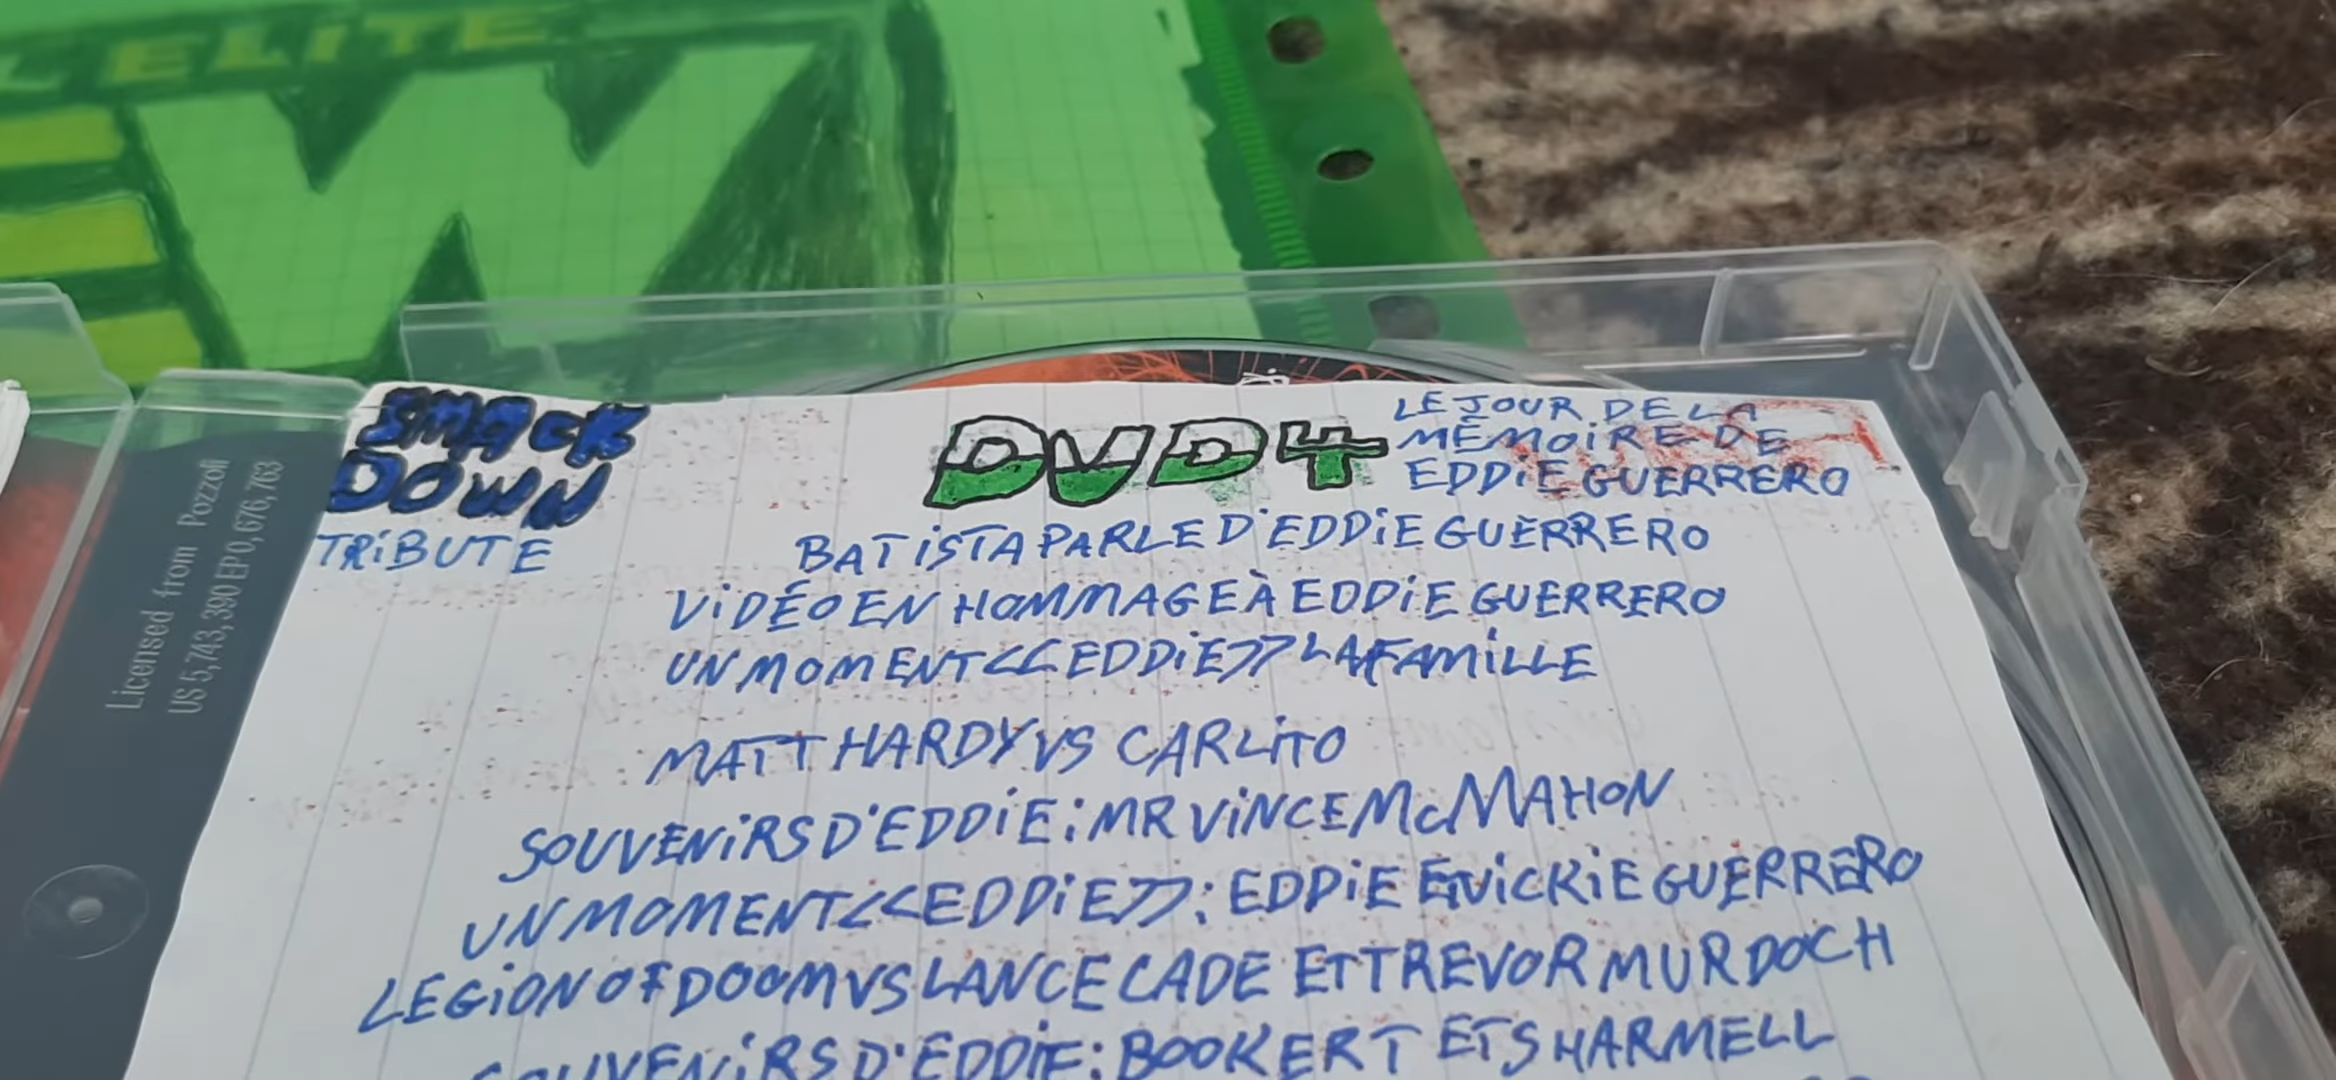 L'ELITE
EW
SMACK
DOWN
TRIBUTE
DVD4
LE JOUR DE LA
MÉMOIRE DE
EDDIE GUERRERO
BATISTA PARLE D'EDDIE GUERRERO
VIDÉO EN HOMMAGE À EDDIE GUERRERO
UN MOMENT <<EDDIE>> LA FAMILLE
MATT HARDY VS CARLITO
SOUVENIRS D'EDDIE: MR VINCE McMAHON
UN MOMENT <<EDDIE>>: EDDIE ET VICKIE GUERRERO
LEGION OF DOOM VS LANCE CADE ET TREVOR MURDOCH
SOUVENIRS D'EDDIE: BOOKER T ET SHARMELL
Licensed from Pozzoli
US 5,743,390 EP 0,676,763